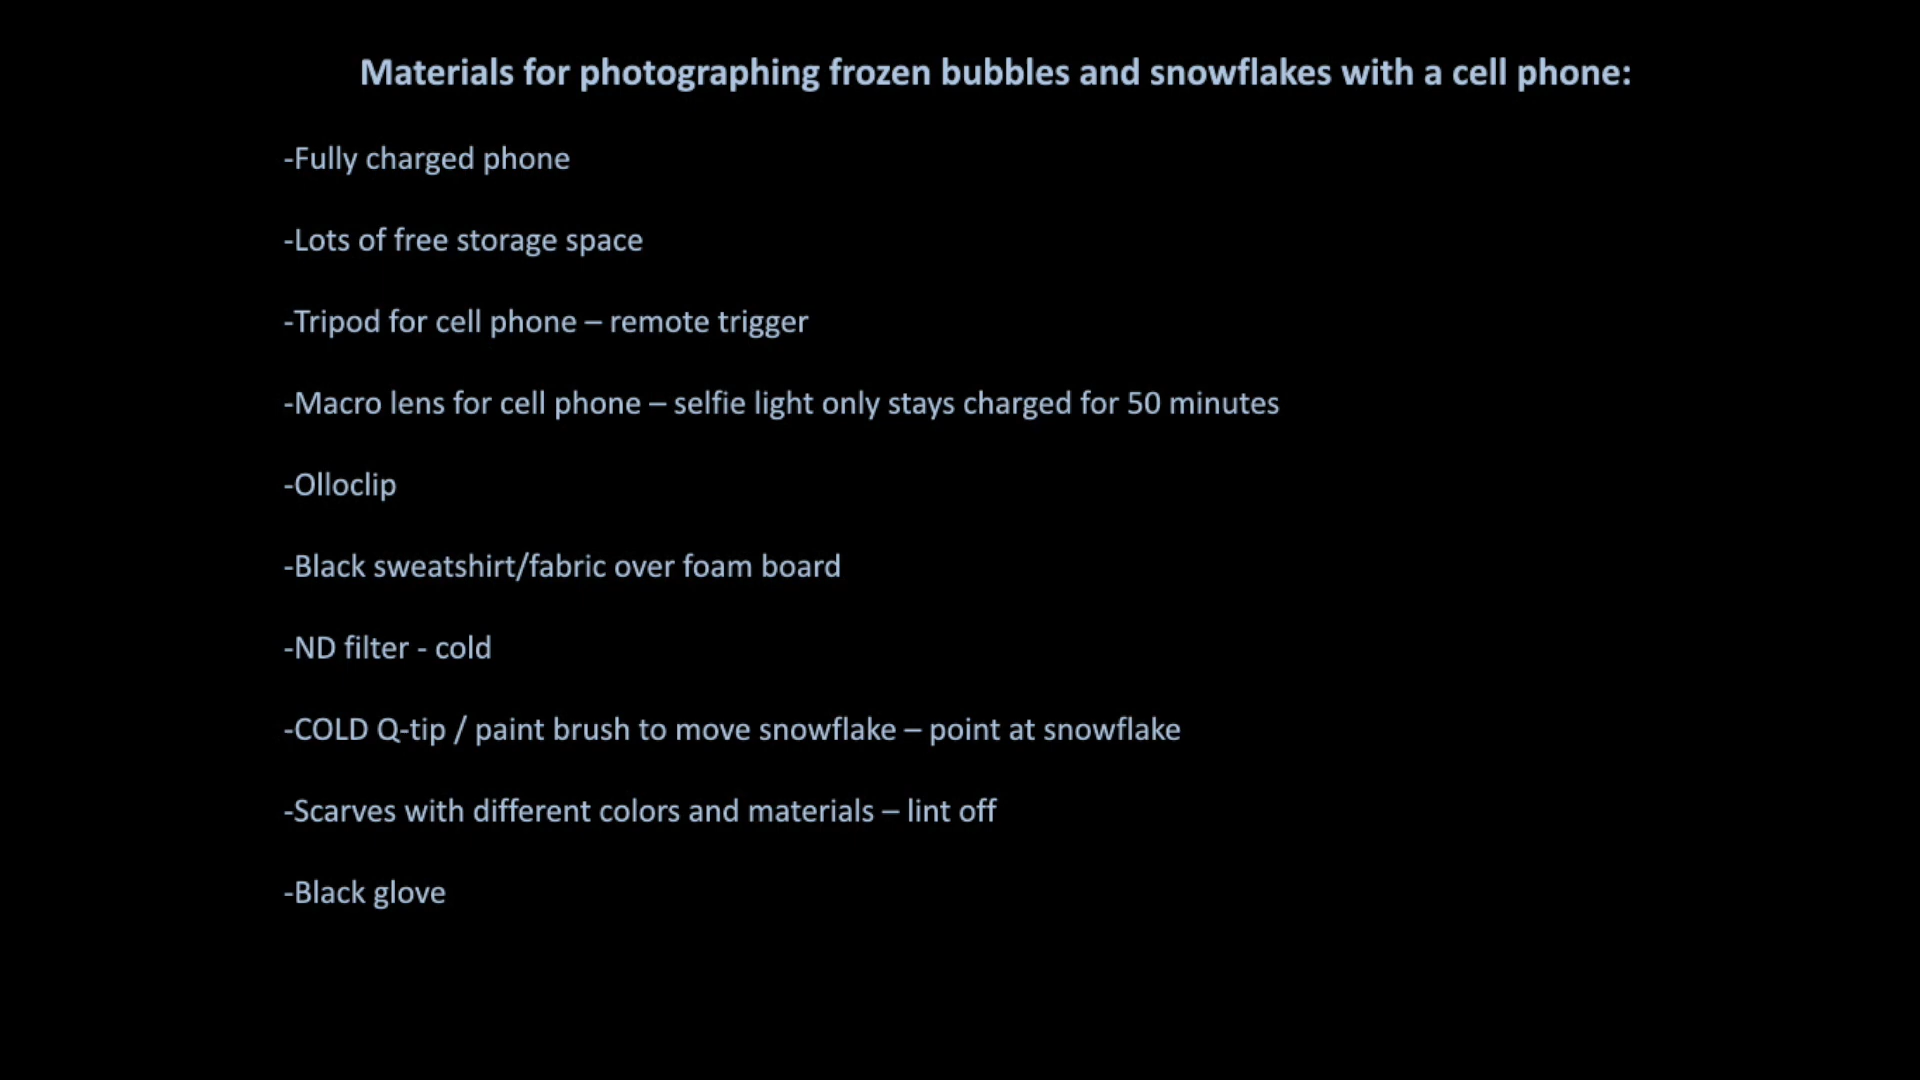 Materials for photographing frozen bubbles and snowflakes with a cell phone:
-Fully charged phone
-Lots of free storage space
-Tripod for cell phone – remote trigger
-Macro lens for cell phone – selfie light only stays charged for 50 minutes
-Olloclip
-Black sweatshirt/fabric over foam board
-ND filter - cold
-COLD Q-tip / paint brush to move snowflake – point at snowflake
-Scarves with different colors and materials – lint off
-Black glove